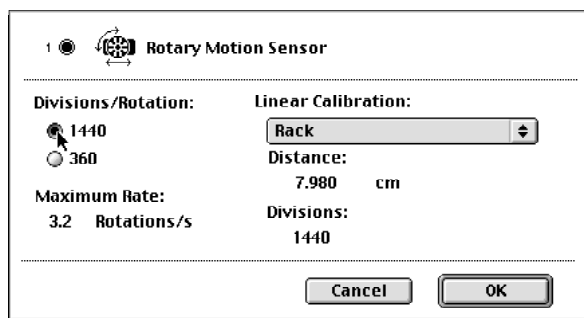 1 Rotary Motion Sensor
Divisions/Rotation:
1440
360
Maximum Rate:
3.2 Rotations/s
Linear Calibration:
Rack
Distance:
7.980 cm
Divisions:
1440
Cancel OK